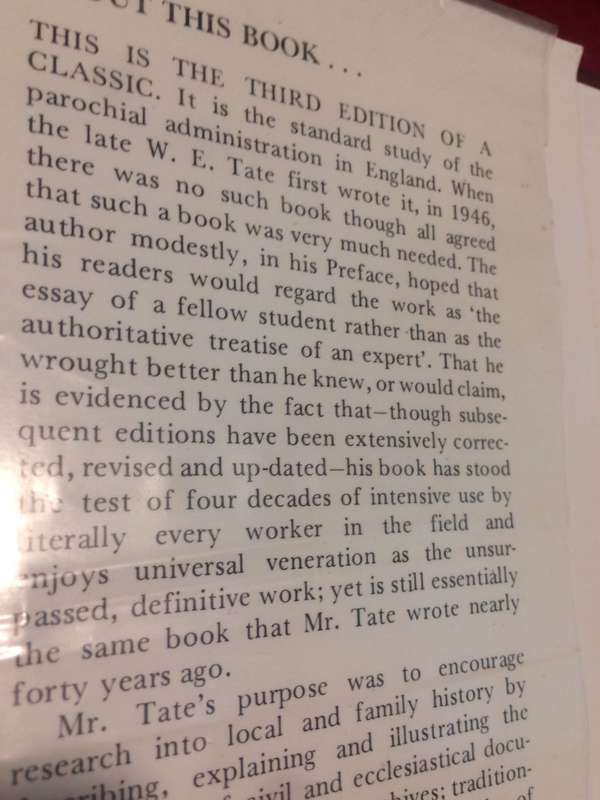 THIS BOOK . . .
THIS IS THE THIRD EDITION OF A
CLASSIC. It is the standard study of the
parochial administration in England. When
the late W. E. Tate first wrote it, in 1946,
there was no such book though all agreed
that such a book was very much needed. The
author modestly, in his Preface, hoped that
his readers would regard the work as ‘the
essay of a fellow student rather than as the
authoritative treatise of an expert’. That he
wrought better than he knew, or would claim,
is evidenced by the fact that—though subse-
quent editions have been extensively correc-
ted, revised and up-dated—his book has stood
the test of four decades of intensive use by
literally every worker in the field and
enjoys universal veneration as the unsur-
passed, definitive work; yet is still essentially
the same book that Mr. Tate wrote nearly
forty years ago.
Mr. Tate’s purpose was to encourage
research into local and family history by
explaining and illustrating the
civil and ecclesiastical docu-
tradition-
of